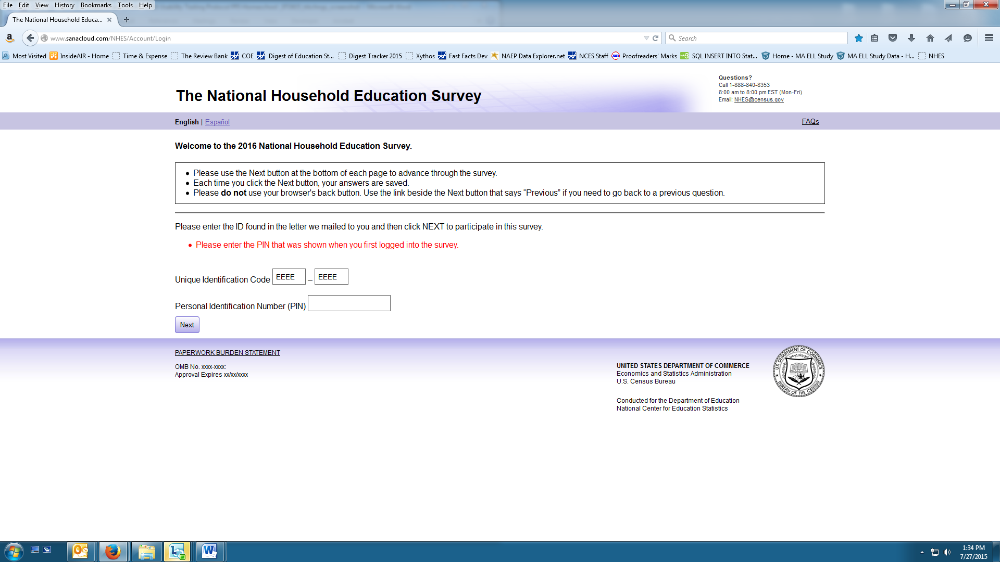 File Edit View History Bookmarks Tools Help
The National Household Educa...
www.sanacloud.com/NHES/Account/Login
Search
Most Visited InsideAIR - Home Time & Expense The Review Bank COE Digest of Education St... Digest Tracker 2015 Xythos Fast Facts Dev NAEP Data Explorer.net NCES Staff Proofreaders' Marks SQL INSERT INTO Stat... Home - MA ELL Study MA ELL Study Data - H... NHES
The National Household Education Survey
Questions?
Call 1-888-840-8353
8:00 am to 8:00 pm EST (Mon-Fri)
Email: NHES@census.gov
English | Español
FAQs
Welcome to the 2016 National Household Education Survey.
• Please use the Next button at the bottom of each page to advance through the survey.
• Each time you click the Next button, your answers are saved.
• Please do not use your browser's back button. Use the link beside the Next button that says “Previous” if you need to go back to a previous question.
Please enter the ID found in the letter we mailed to you and then click NEXT to participate in this survey.
• Please enter the PIN that was shown when you first logged into the survey.
Unique Identification Code EEEE – EEEE
Personal Identification Number (PIN)
Next
PAPERWORK BURDEN STATEMENT
OMB No. xxxx-xxxx:
Approval Expires xx/xx/xxxx
UNITED STATES DEPARTMENT OF COMMERCE
Economics and Statistics Administration
U.S. Census Bureau
Conducted for the Department of Education
National Center for Education Statistics
U.S. DEPARTMENT OF COMMERCE
BUREAU OF THE CENSUS
1:34 PM
7/27/2015